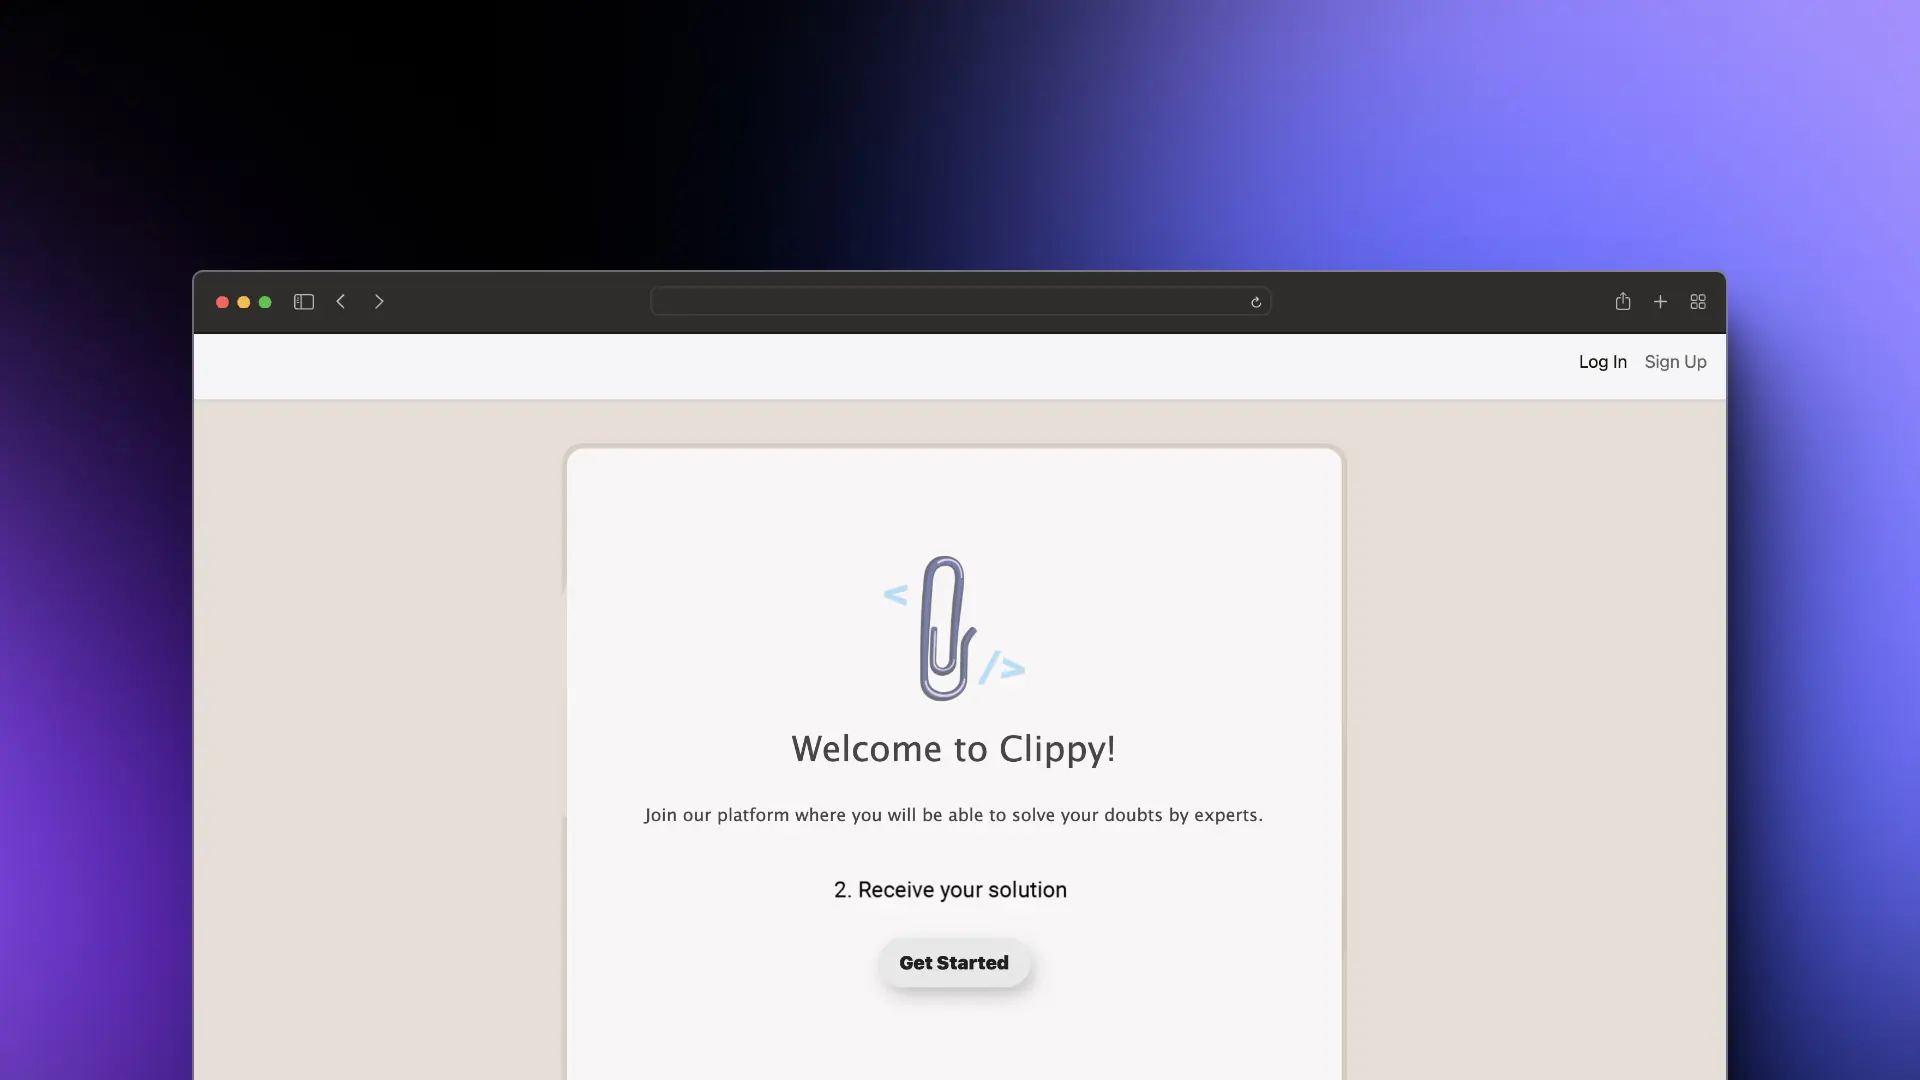 Log In Sign Up
< />
Welcome to Clippy!
Join our platform where you will be able to solve your doubts by experts.
2. Receive your solution
Get Started